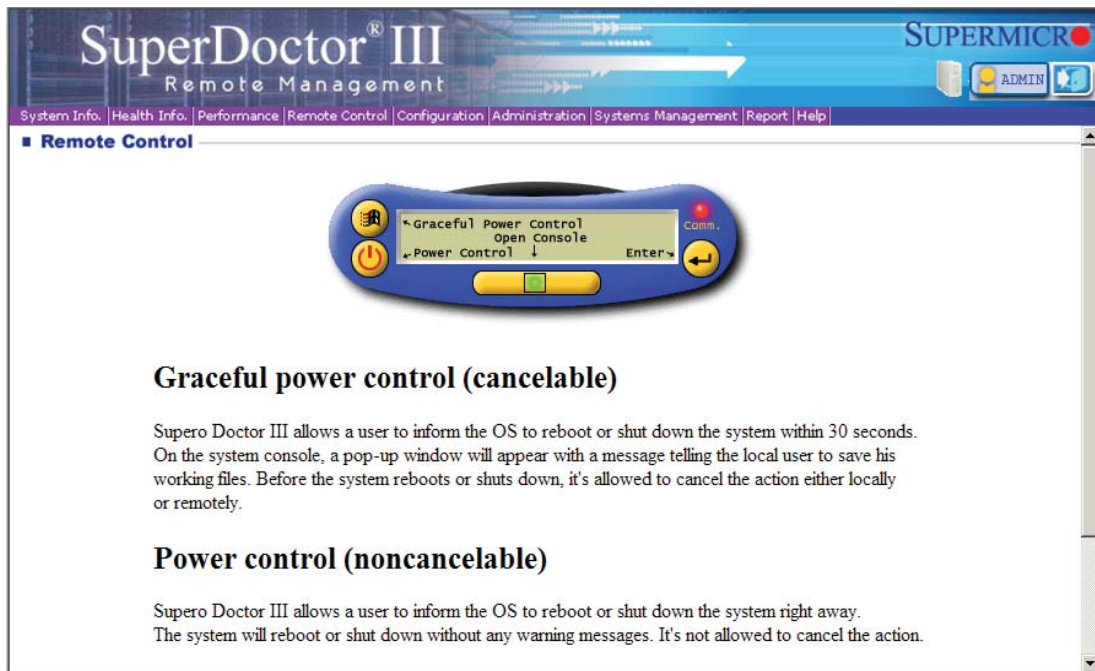 SuperDoctor® III
Remote Management
SUPERMICRO
ADMIN
System Info. Health Info. Performance Remote Control Configuration Administration Systems Management Report Help
Remote Control
Graceful Power Control
Open Console
Power Control ↓ Enter
Comm.
Graceful power control (cancelable)
Supero Doctor III allows a user to inform the OS to reboot or shut down the system within 30 seconds.
On the system console, a pop-up window will appear with a message telling the local user to save his
working files. Before the system reboots or shuts down, it's allowed to cancel the action either locally
or remotely.
Power control (noncancelable)
Supero Doctor III allows a user to inform the OS to reboot or shut down the system right away.
The system will reboot or shut down without any warning messages. It's not allowed to cancel the action.